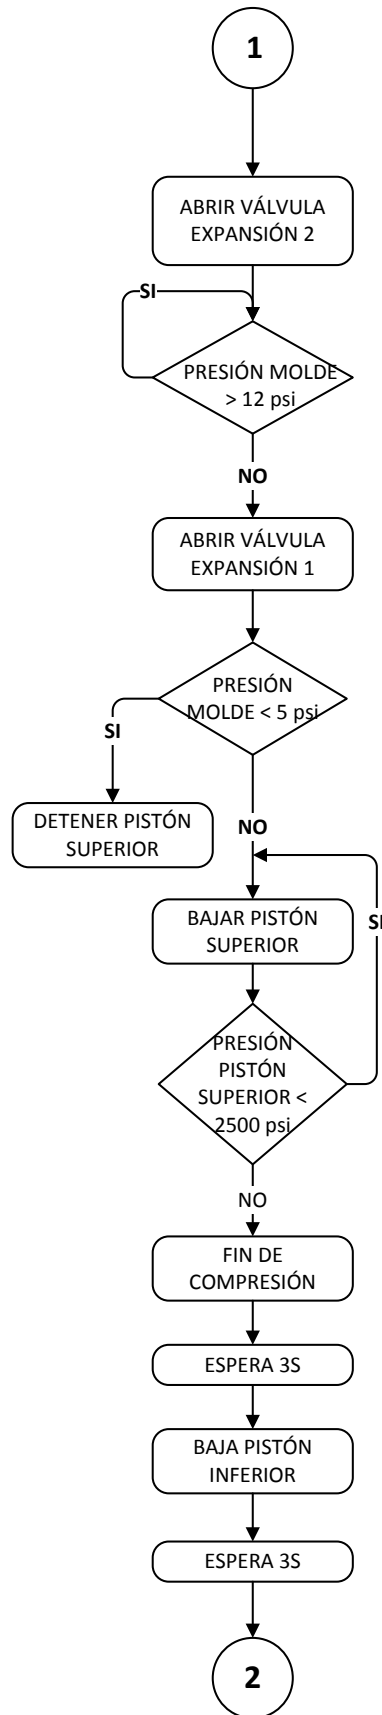 1
ABRIR VÁLVULA
EXPANSIÓN 2
SI
PRESIÓN MOLDE
> 12 psi
NO
ABRIR VÁLVULA
EXPANSIÓN 1
PRESIÓN
MOLDE < 5 psi
SI
DETENER PISTÓN
SUPERIOR
NO
BAJAR PISTÓN
SUPERIOR
SI
PRESIÓN
PISTÓN
SUPERIOR <
2500 psi
NO
FIN DE
COMPRESIÓN
ESPERA 3S
BAJA PISTÓN
INFERIOR
ESPERA 3S
2